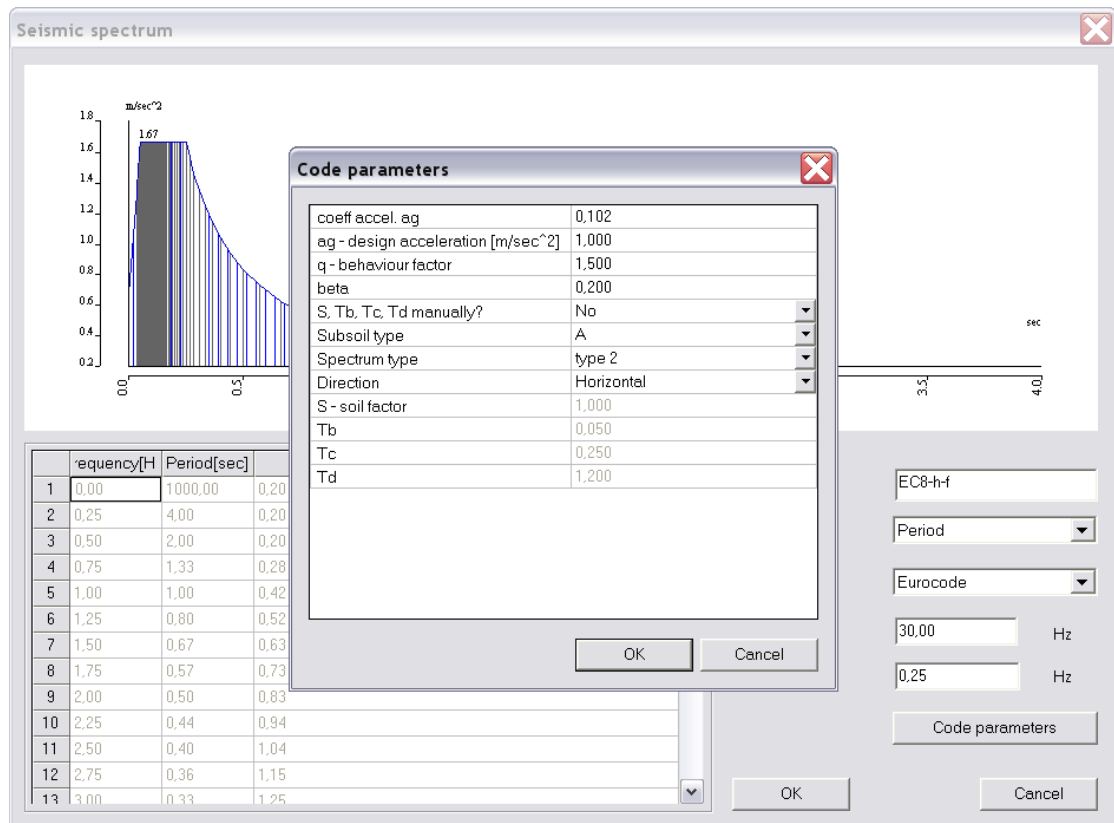 Seismic spectrum
m/sec^2
1.8
1.67
1.6
1.4
1.2
1.0
0.8
0.6
0.4
0.2
sec
0.0
0.5
3.5
4.0
Code parameters
coeff accel. ag 0,102
ag - design acceleration [m/sec^2] 1,000
q - behaviour factor 1,500
beta 0,200
S, Tb, Tc, Td manually? No
Subsoil type A
Spectrum type type 2
Direction Horizontal
S - soil factor 1,000
Tb 0,050
Tc 0,250
Td 1,200
OK Cancel
requency[H Period[sec]
1 0,00 1000,00 0,20
2 0,25 4,00 0,20
3 0,50 2,00 0,20
4 0,75 1,33 0,28
5 1,00 1,00 0,42
6 1,25 0,80 0,52
7 1,50 0,67 0,63
8 1,75 0,57 0,73
9 2,00 0,50 0,83
10 2,25 0,44 0,94
11 2,50 0,40 1,04
12 2,75 0,36 1,15
13 3,00 0,33 1,25
EC8-h-f
Period
Eurocode
30,00 Hz
0,25 Hz
Code parameters
OK Cancel